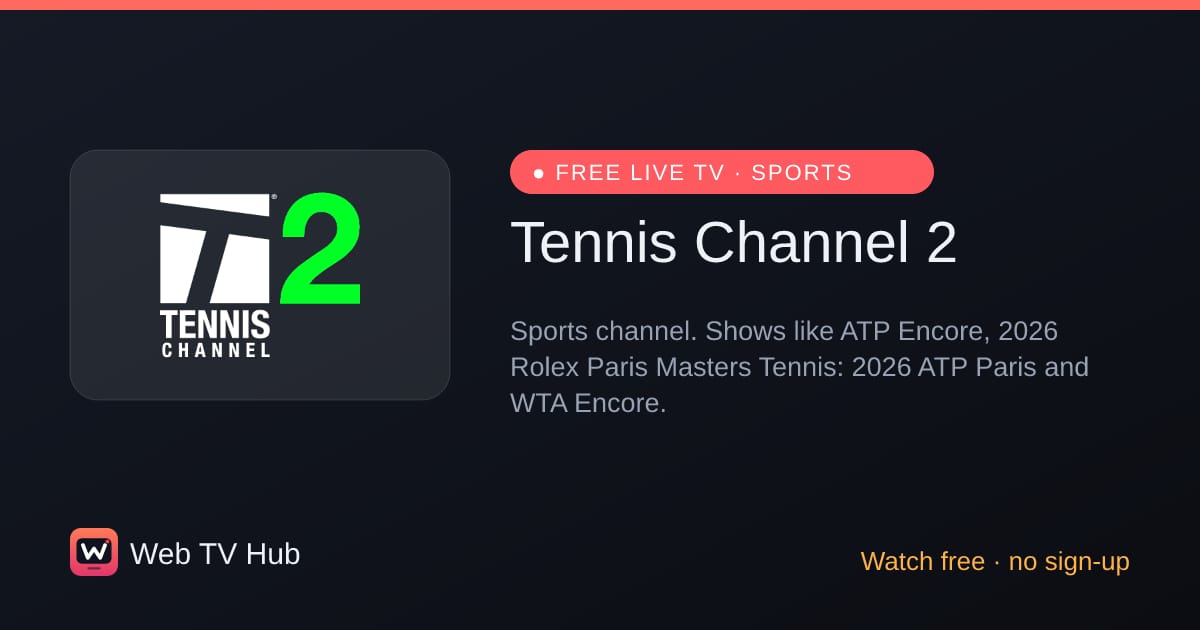 2
TENNIS
CHANNEL
● FREE LIVE TV · SPORTS
Tennis Channel 2
Sports channel. Shows like ATP Encore, 2026
Rolex Paris Masters Tennis: 2026 ATP Paris and
WTA Encore.
W
Web TV Hub
Watch free · no sign-up